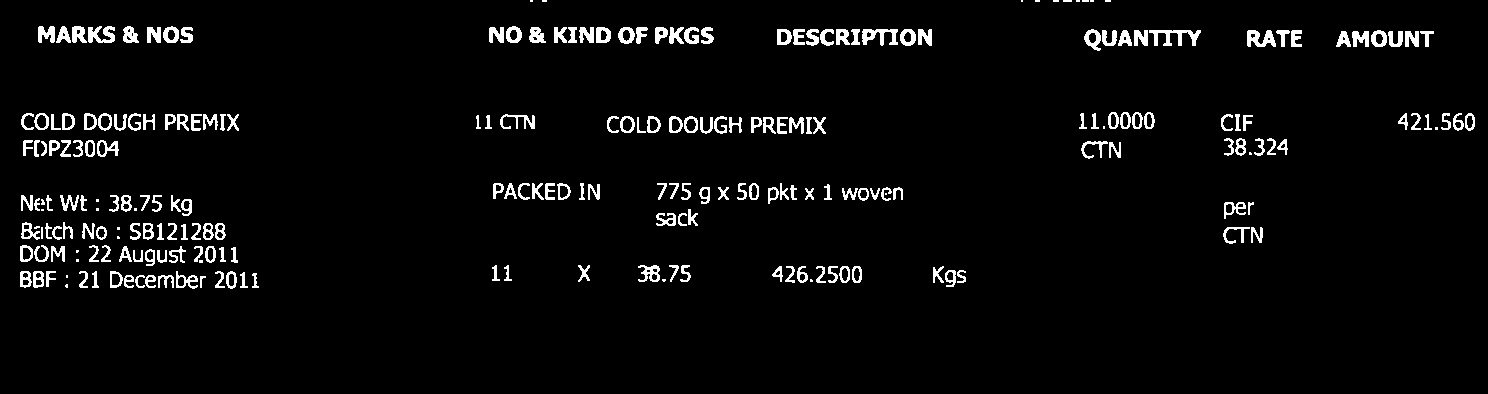 MARKS & NOS NO & KIND OF PKGS DESCRIPTION QUANTITY RATE AMOUNT
COLD DOUGH PREMIX 11 CTN COLD DOUGH PREMIX 11.0000 CIF 421.560
FDPZ3004 CTN 38.324
Net Wt : 38.75 kg PACKED IN 775 g x 50 pkt x 1 woven per
sack
Batch No : SB121288 CTN
DOM : 22 August 2011
BBF : 21 December 2011 11 X 38.75 426.2500 Kgs